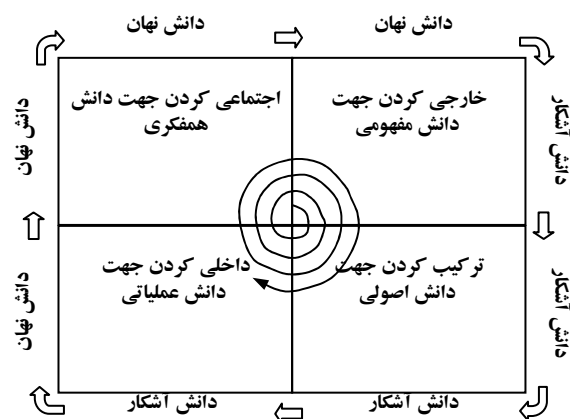 دانش نهان
دانش نهان
خارجی کردن جهت
دانش مفهومی
اجتماعی کردن جهت دانش
همفکری
دانش آشکار
دانش نهان
ترکیب کردن جهت
دانش اصولی
داخلی کردن جهت
دانش عملیاتی
دانش آشکار
دانش نهان
دانش آشکار
دانش آشکار